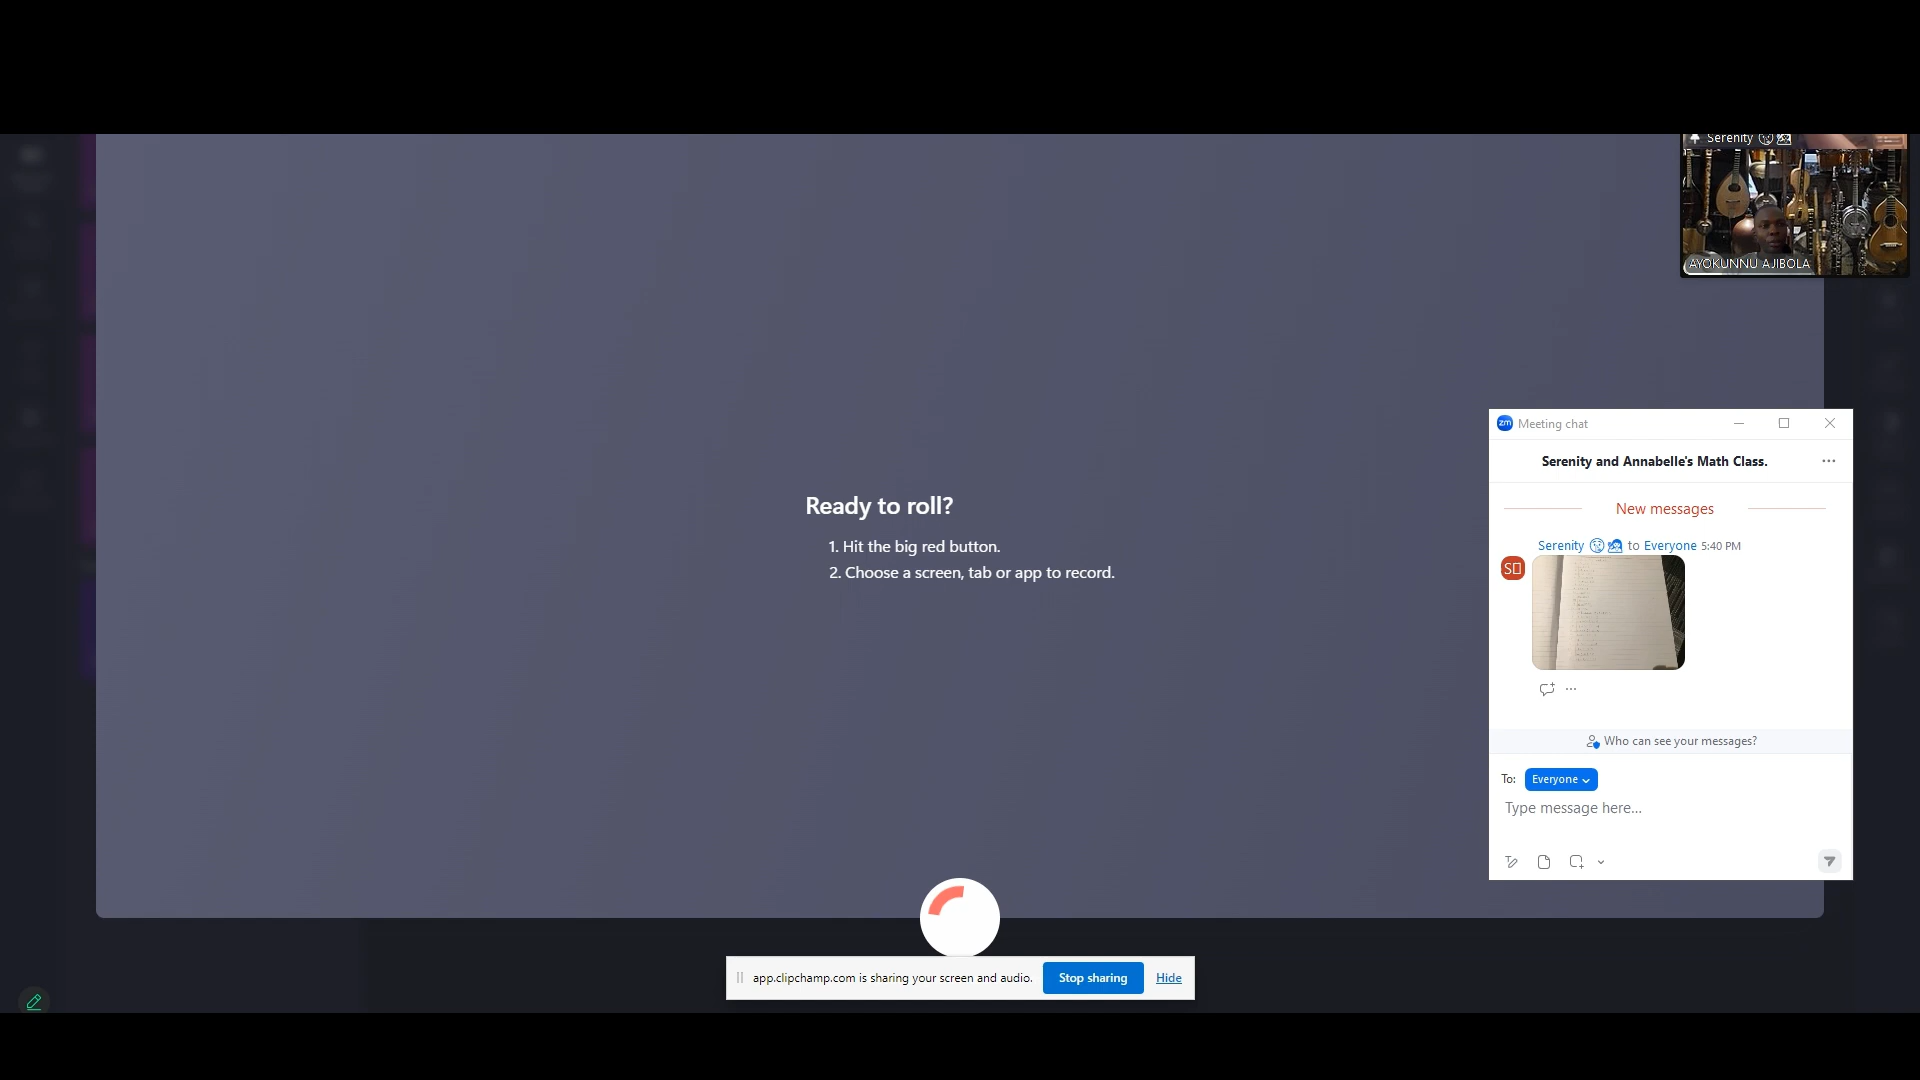 Serenity
AYOKUNNU AJIBOLA
Ready to roll?
1. Hit the big red button.
2. Choose a screen, tab or app to record.
zm Meeting chat
Serenity and Annabelle's Math Class.
New messages
Serenity to Everyone 5:40 PM
Who can see your messages?
To: Everyone
Type message here...
app.clipchamp.com is sharing your screen and audio. Stop sharing Hide